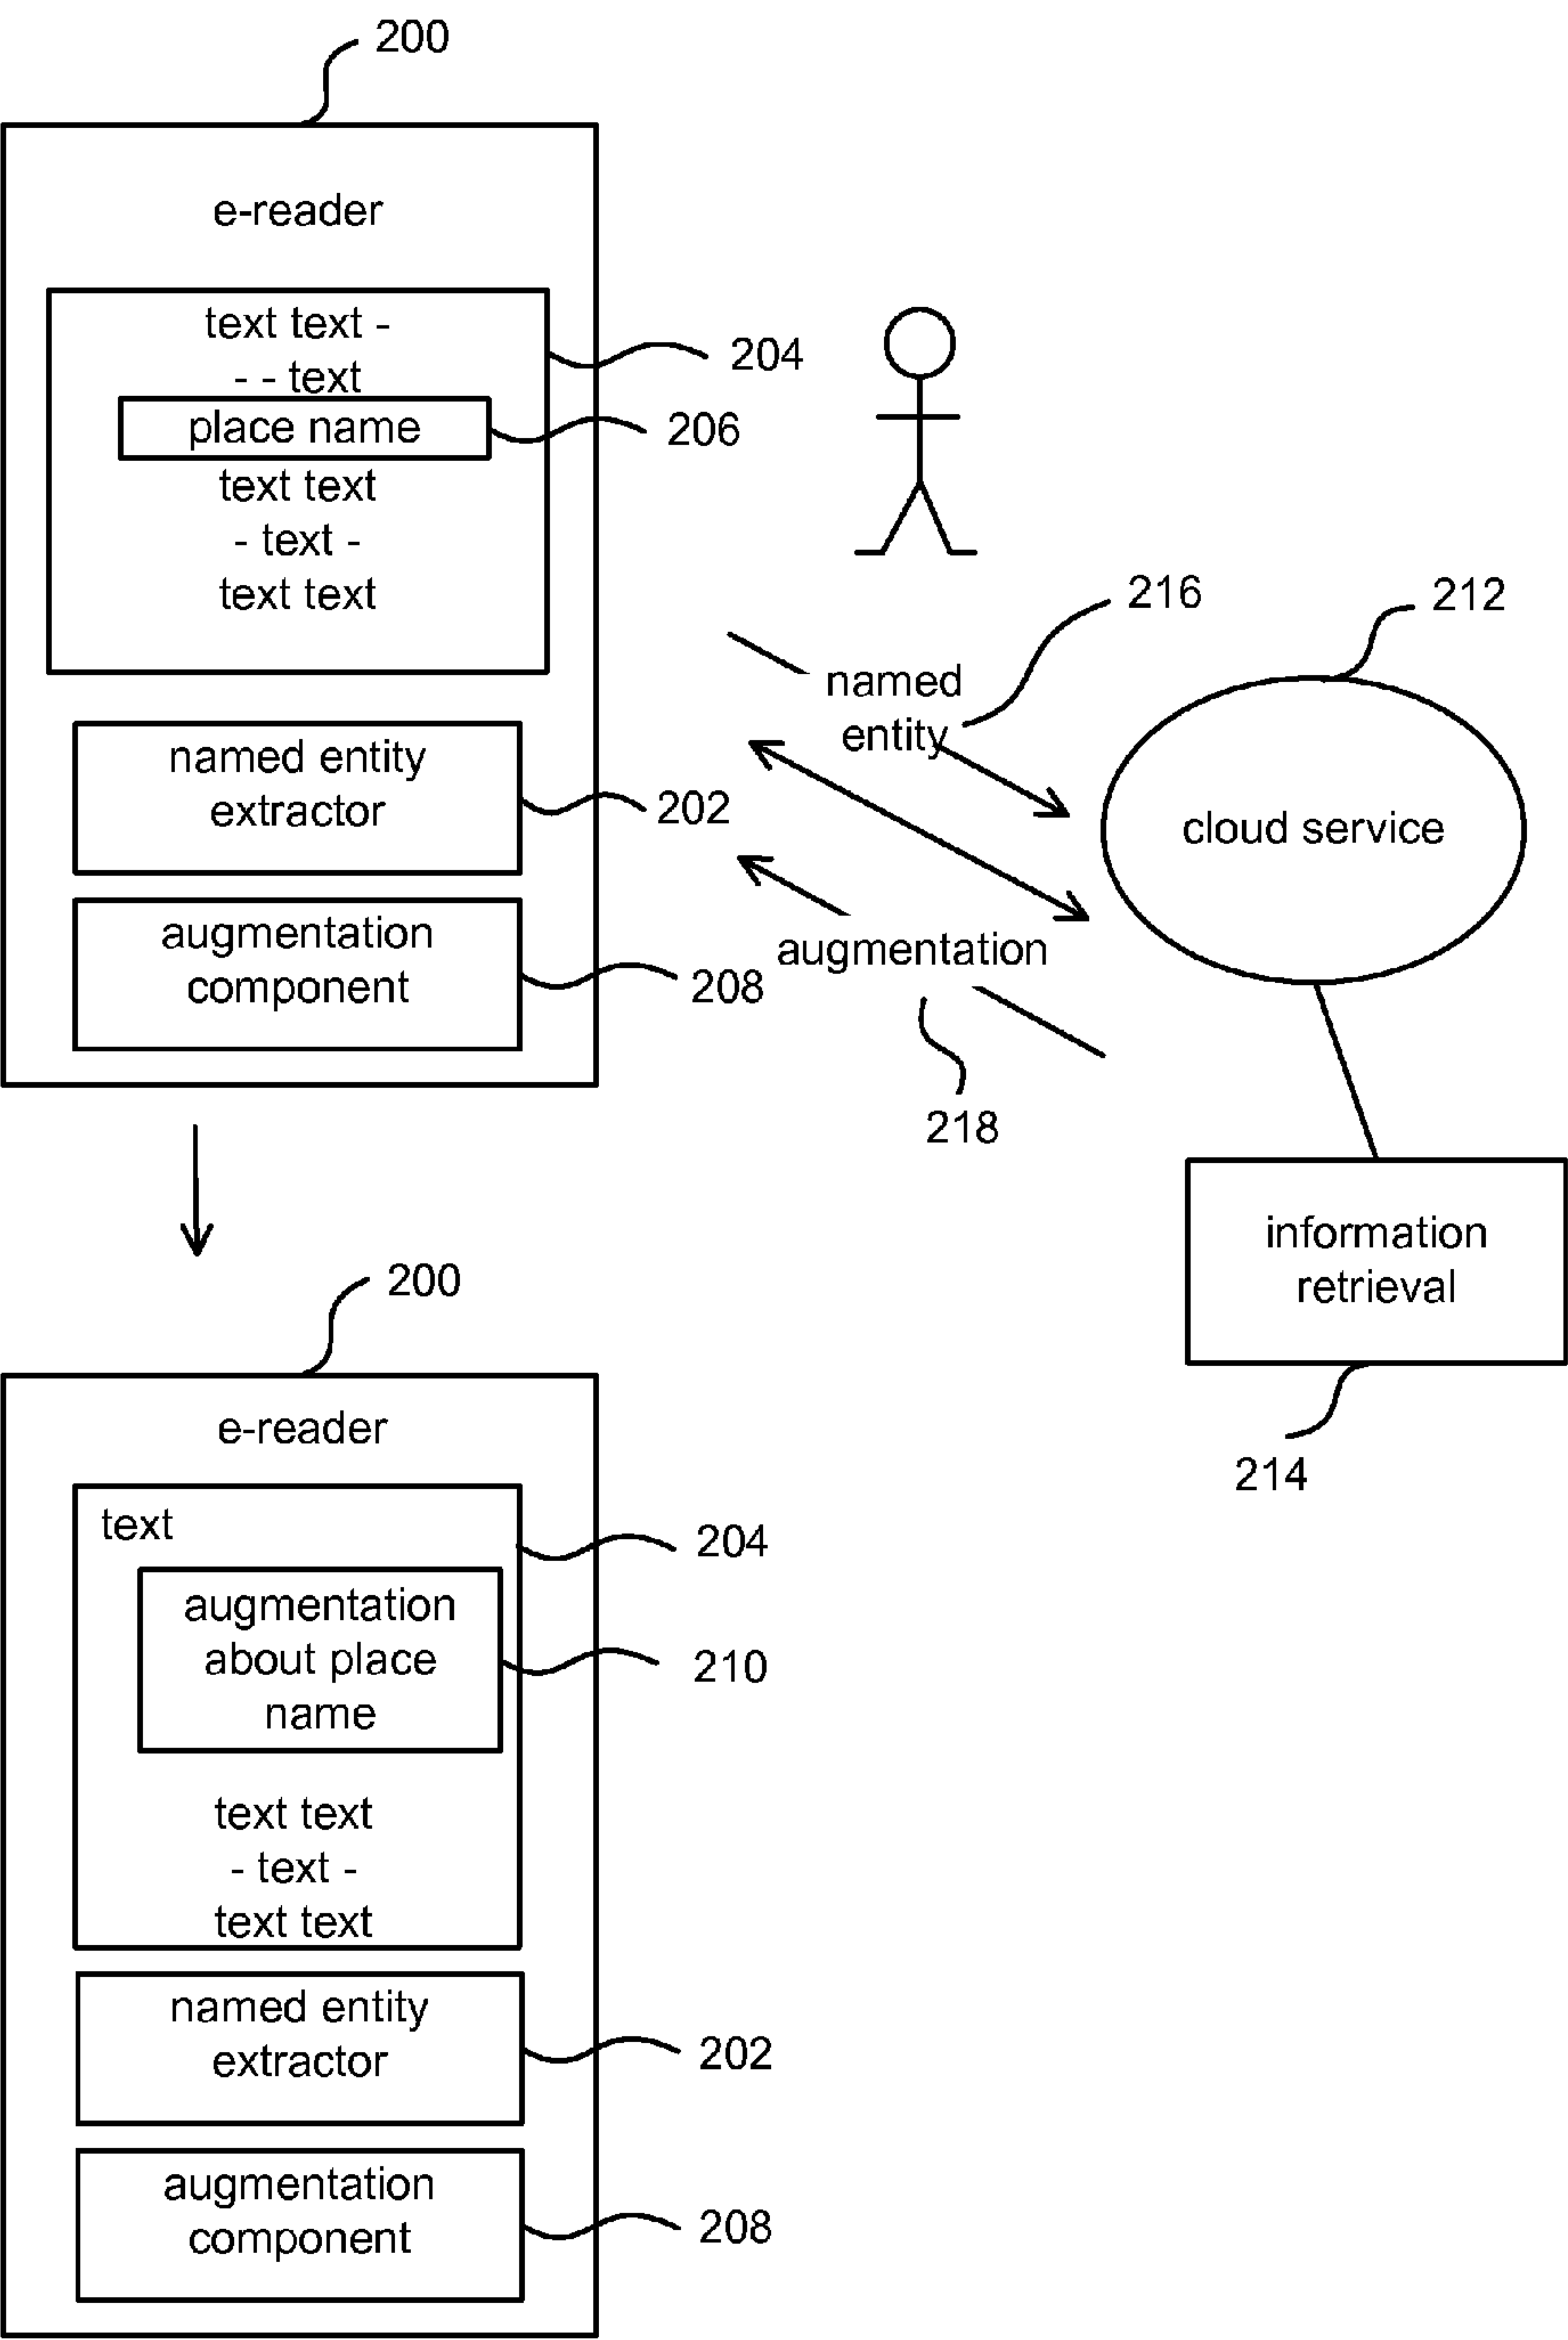 200
e-reader
text text -
- - text
204
place name
206
text text
- text -
text text
named entity
extractor
202
augmentation
component
208
named
entity
216
212
cloud service
augmentation
218
information
retrieval
214
200
e-reader
text
204
augmentation
about place
name
210
text text
- text -
text text
named entity
extractor
202
augmentation
component
208